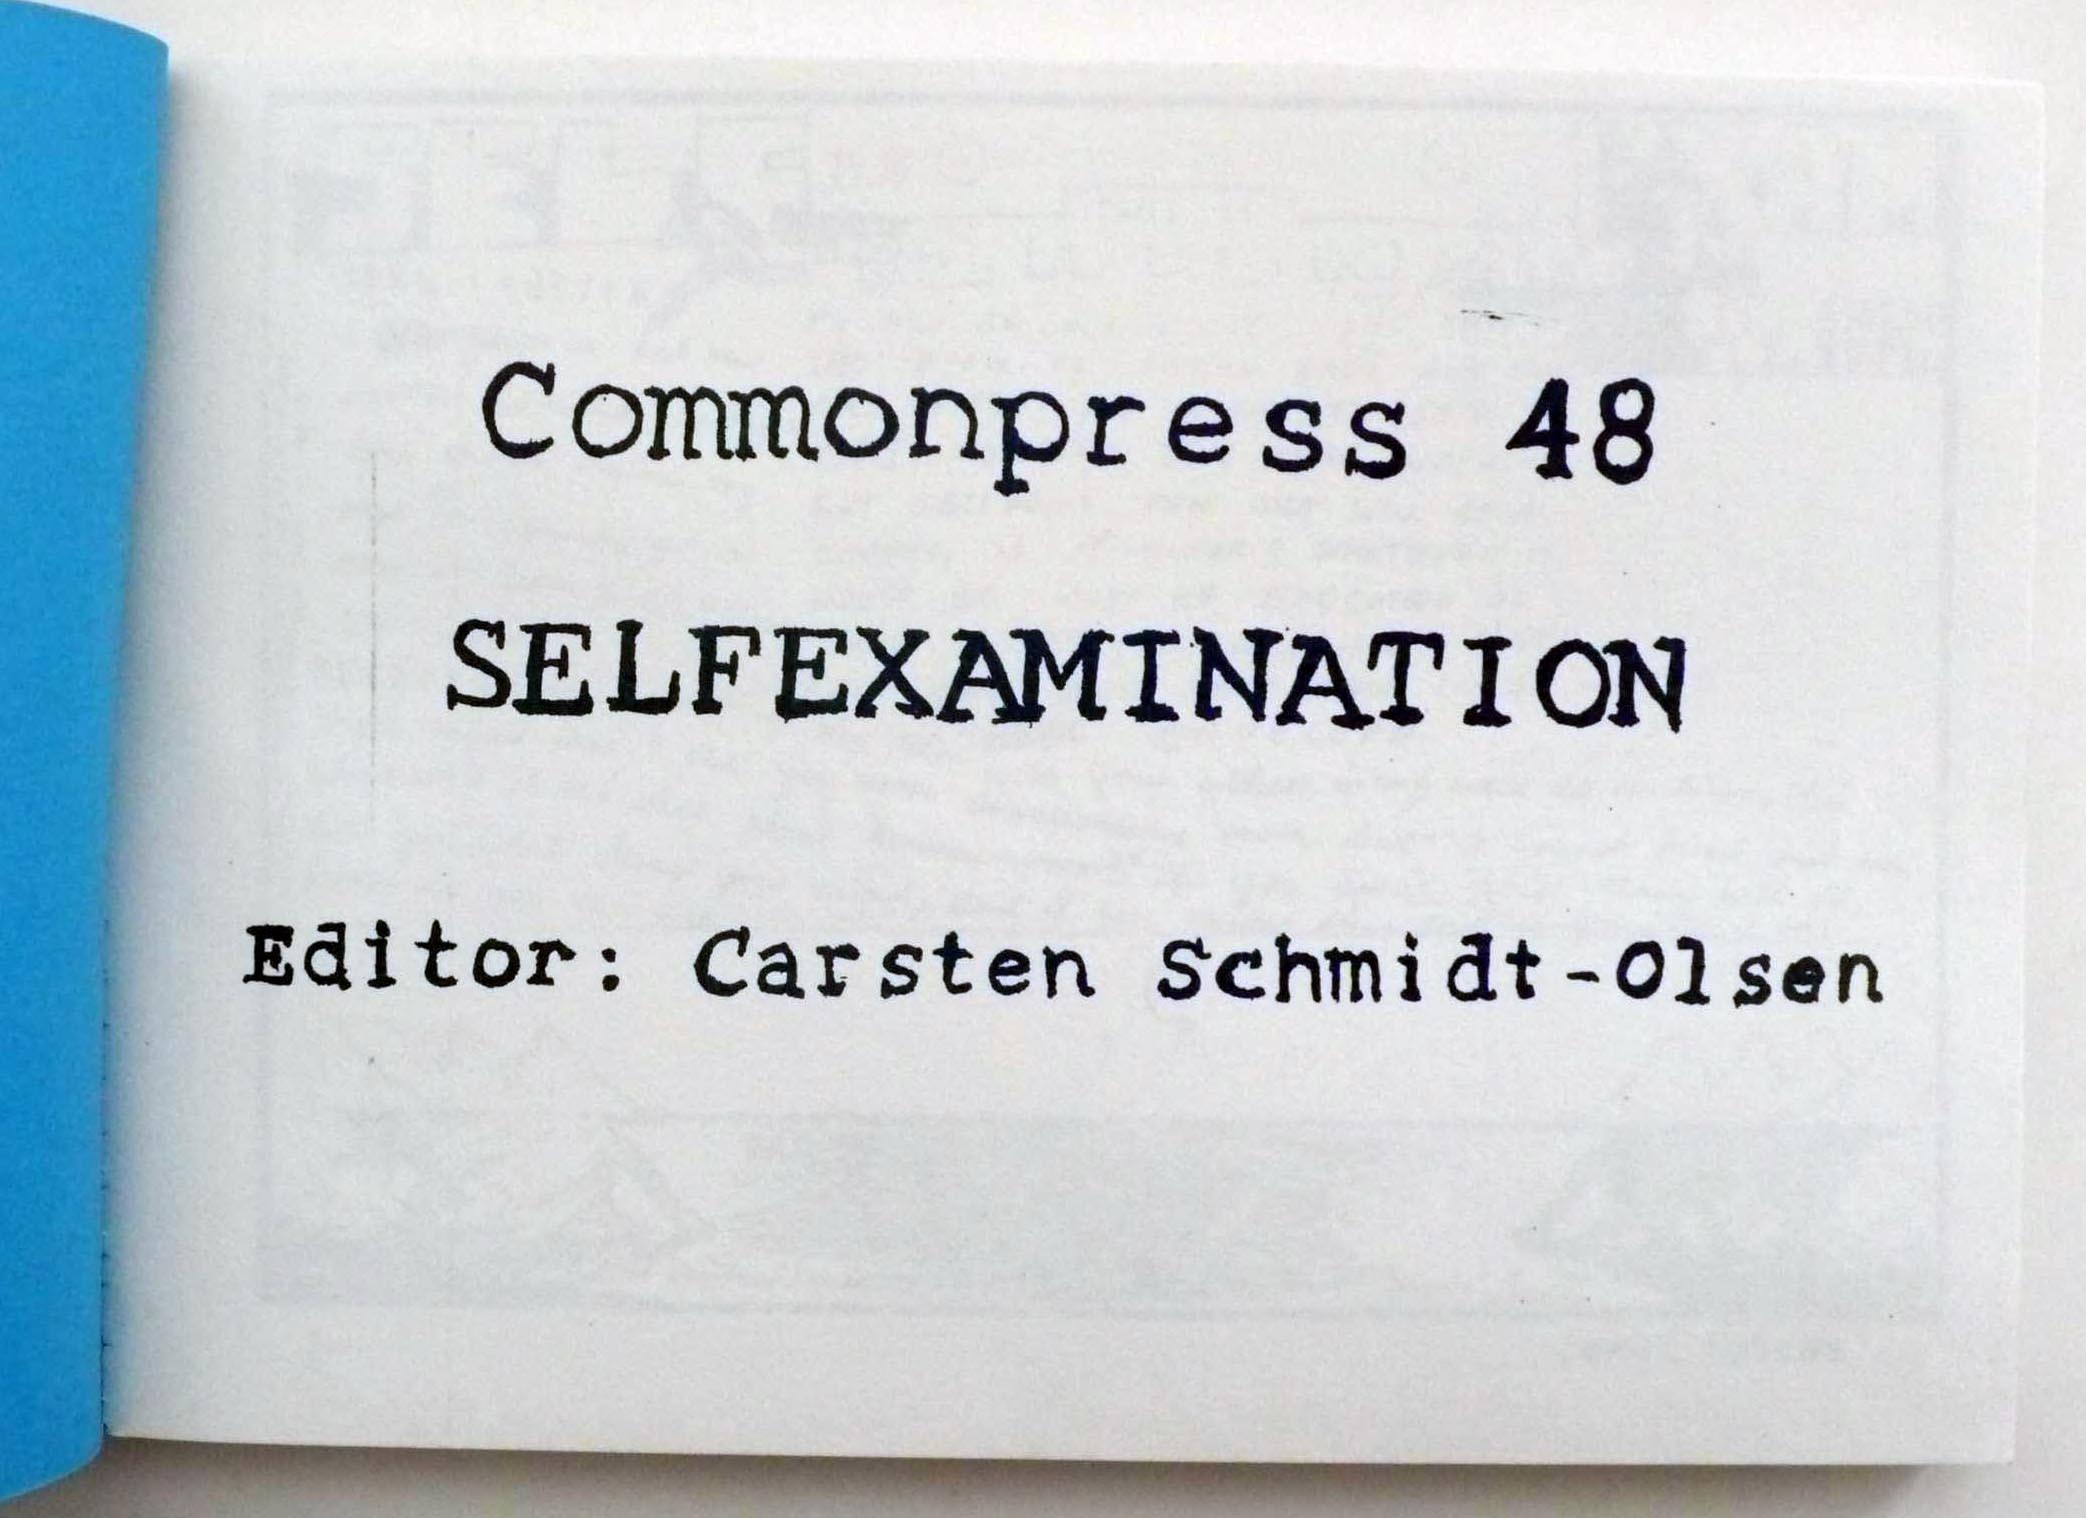 Commonpress 48
SELFEXAMINATION
Editor: Carsten Schmidt-Olsen